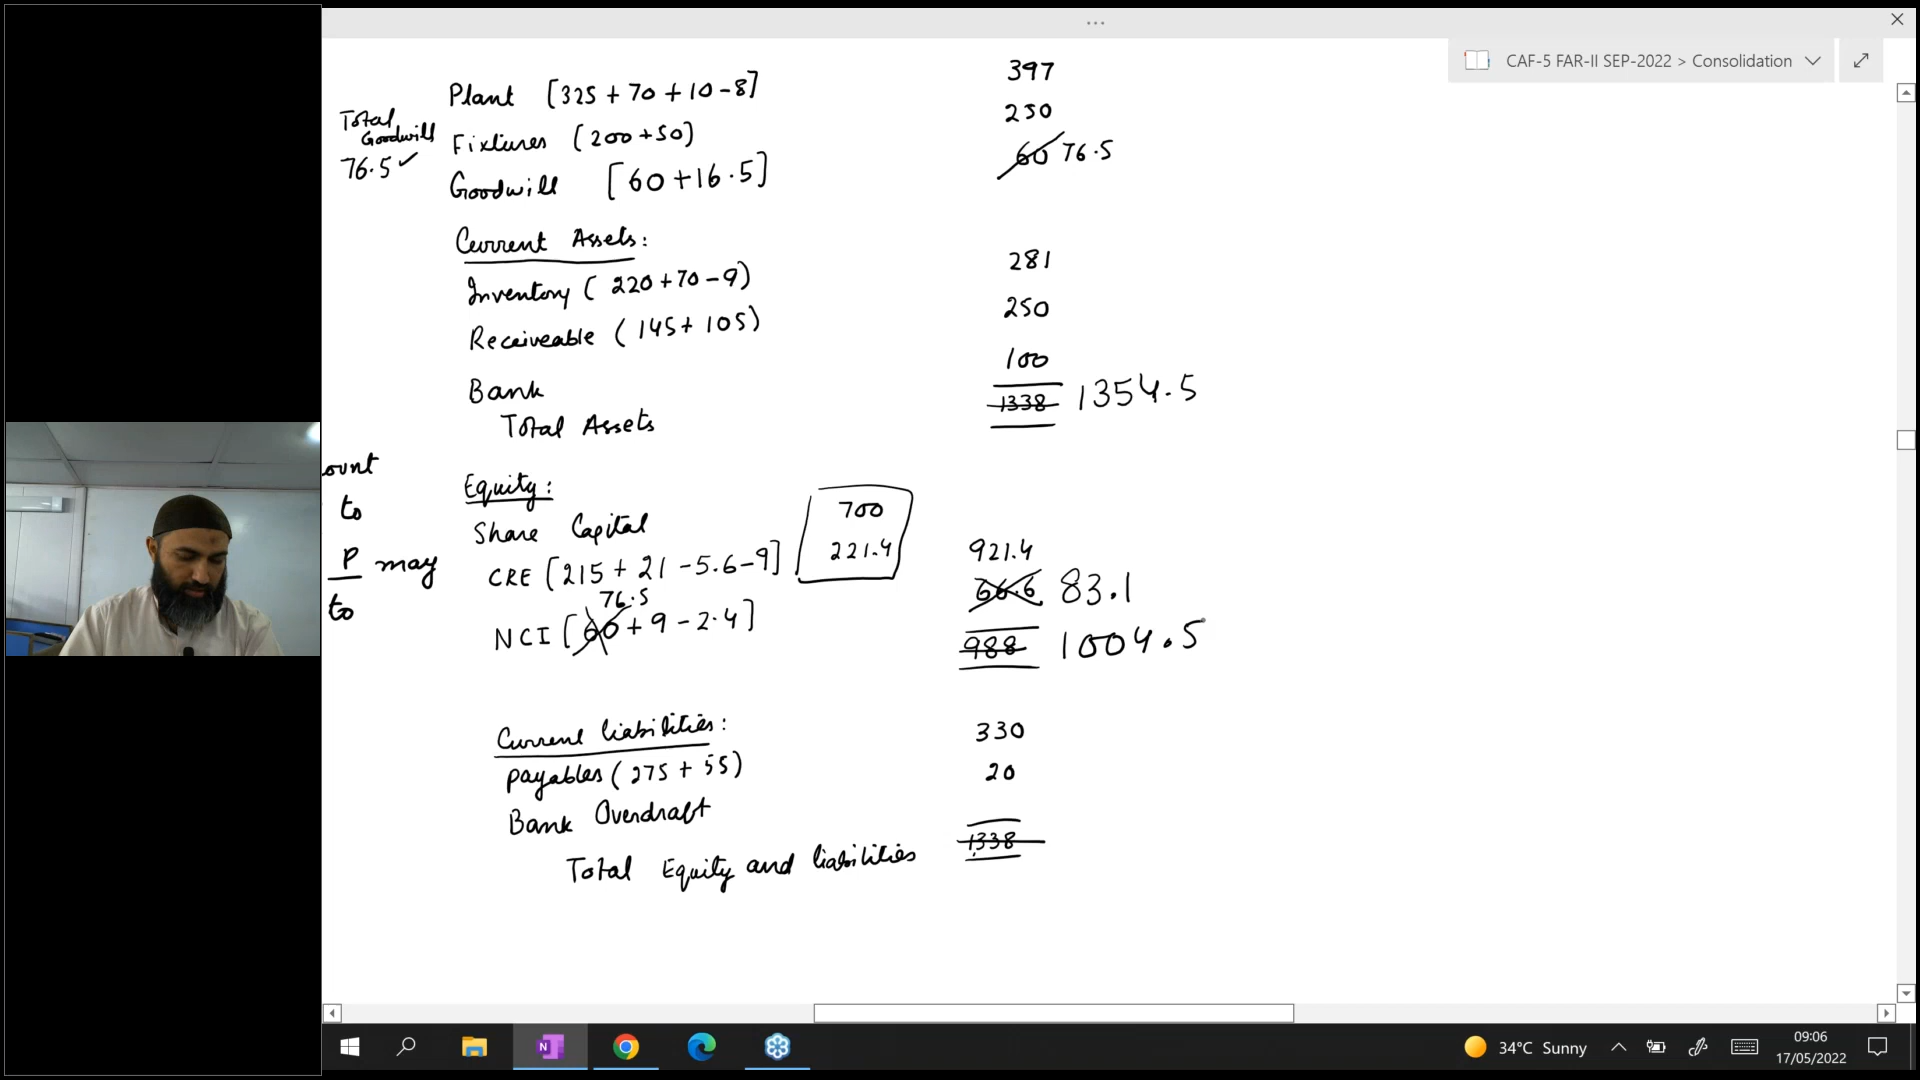 CAF-5 FAR-II SEP-2022 > Consolidation
Plant [325 + 70 + 10 - 8] 397
Total Goodwill 76.5 ✓
Fixtures (200 + 50) 250
Goodwill [60 + 16.5] 60 76.5
Current Assets:
Inventory (220 + 70 - 9) 281
Receiveable (145 + 105) 250
Bank 100
Total Assets 1338 1354.5
ount
to
P may
to
Equity:
Share Capital 700
CRE [215 + 21 - 5.6 - 9] 221.4 921.4
76.5
NCI [60 + 9 - 2.4] 66.6 83.1
988 1004.5
Current liabilities:
Payables (275 + 55) 330
Bank Overdraft 20
Total Equity and liabilities 1338
34°C Sunny
09:06
17/05/2022